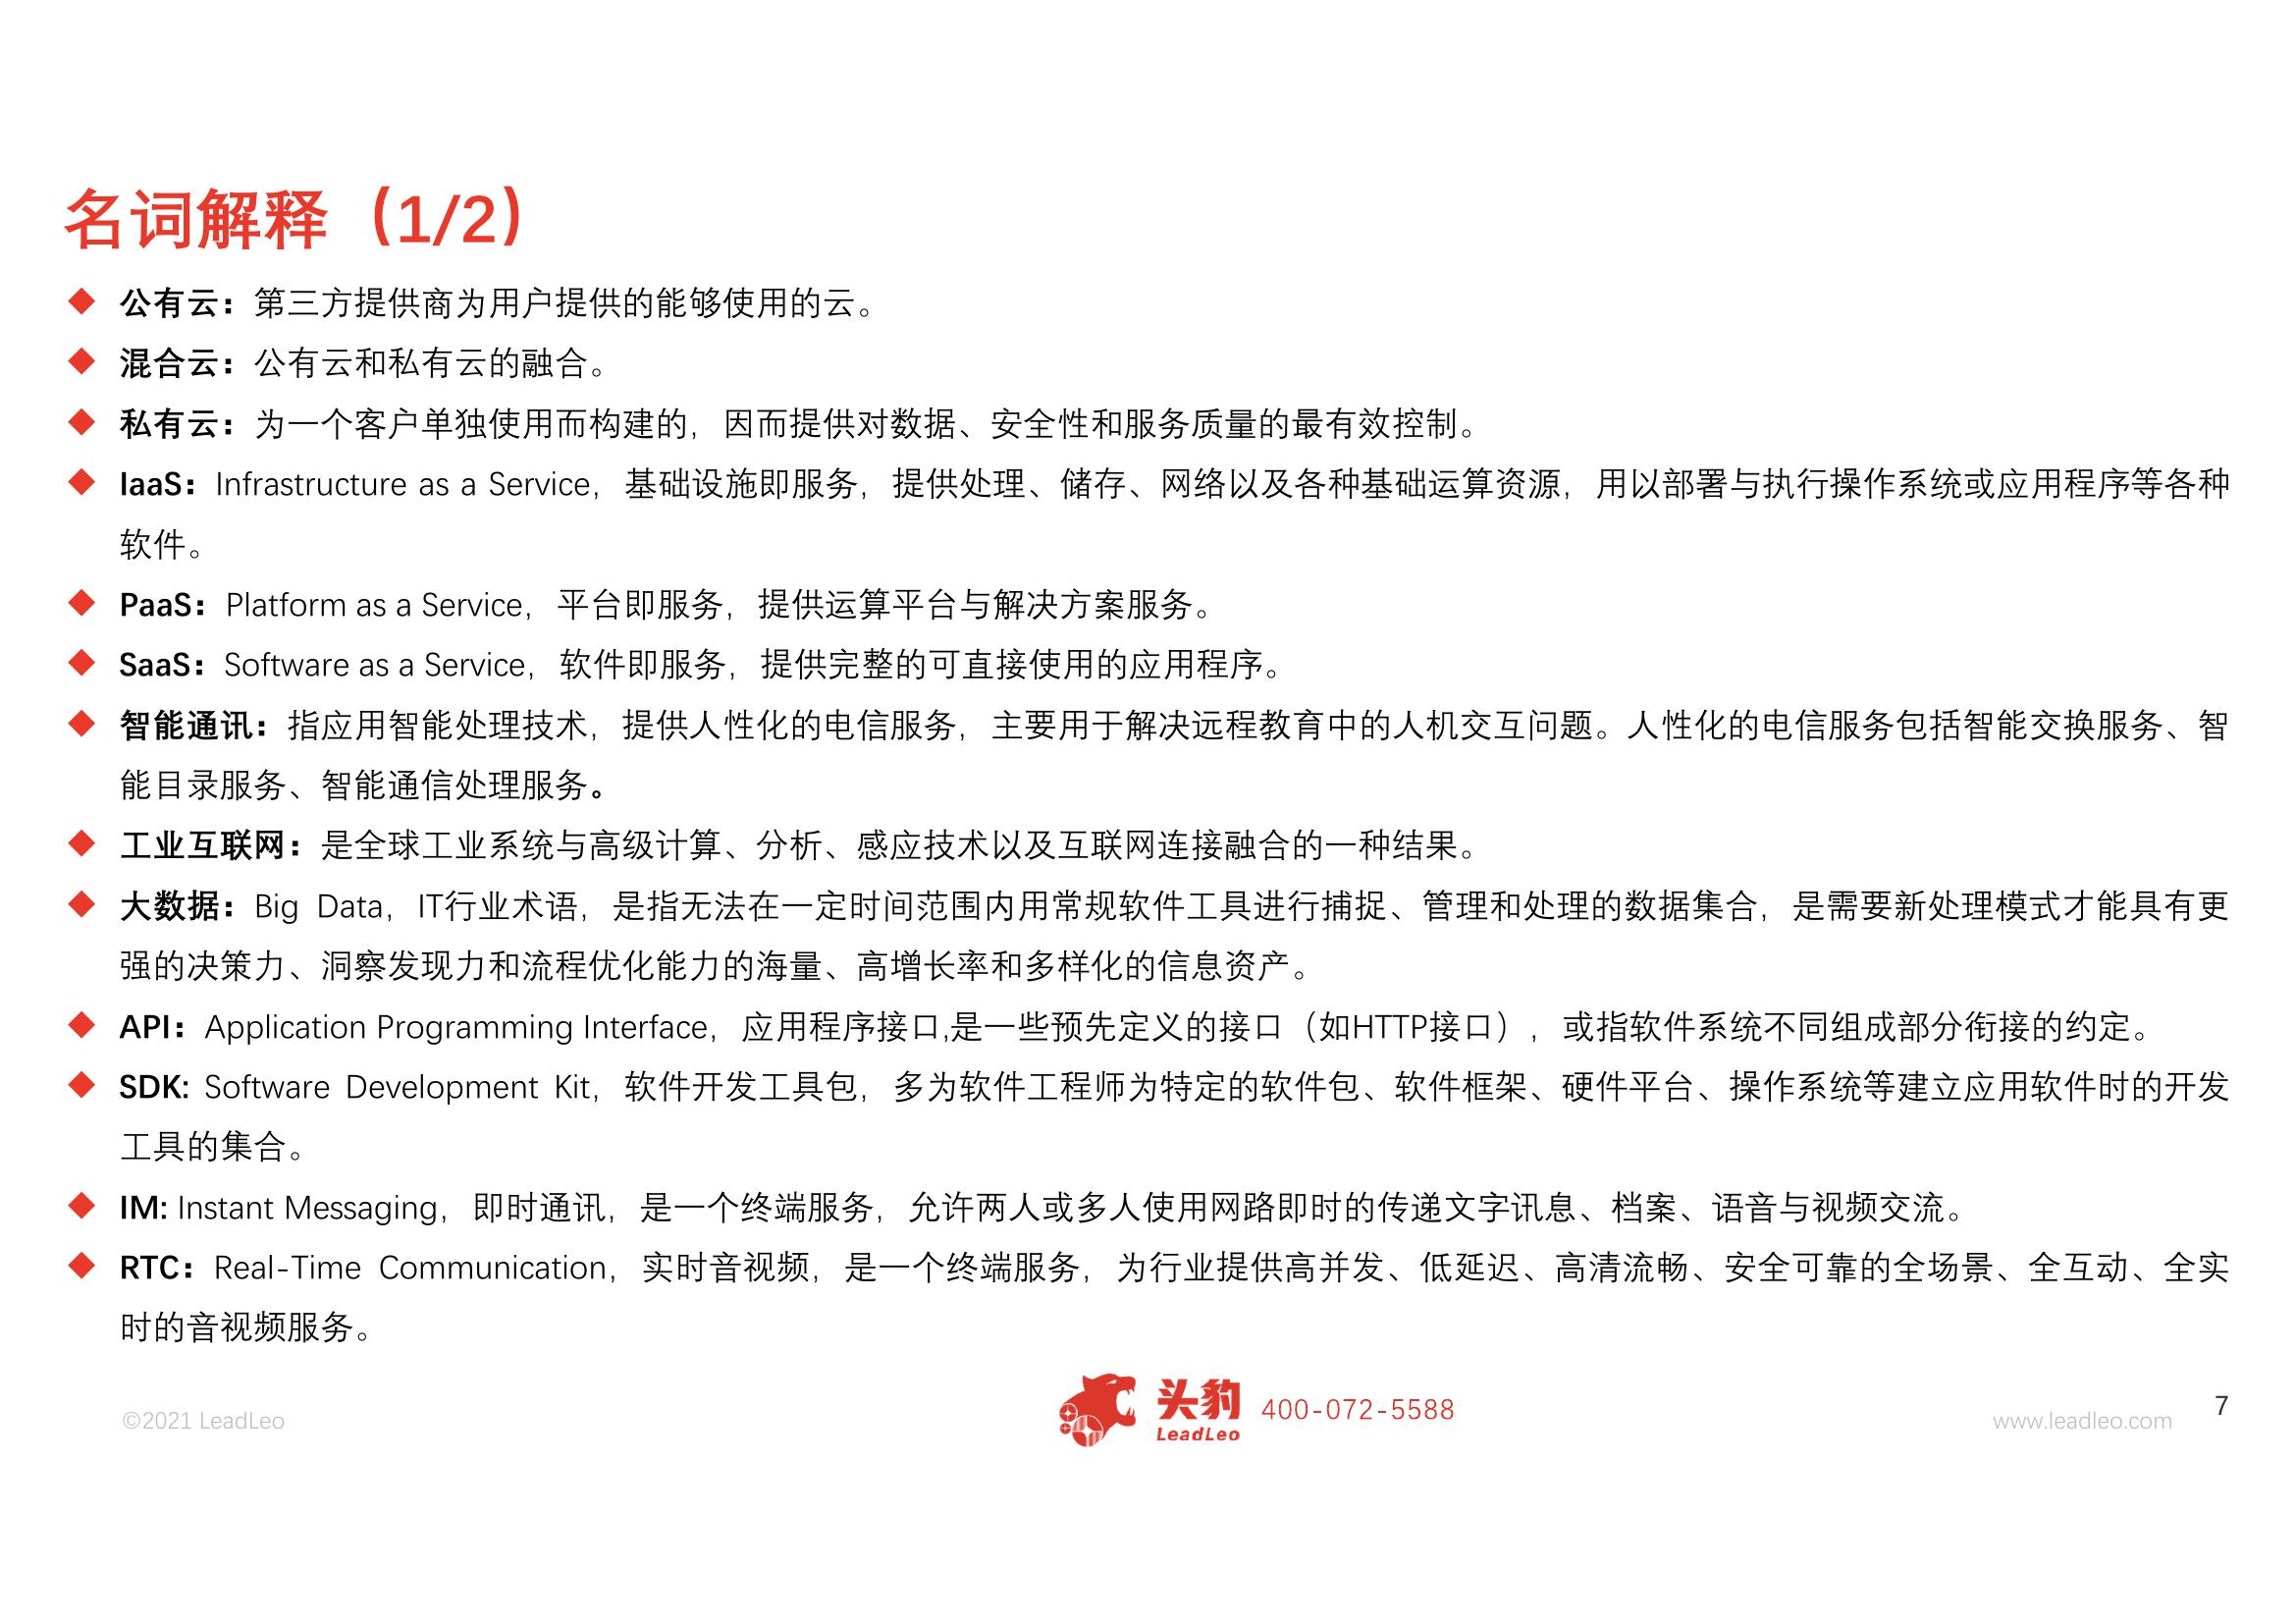 名词解释（1/2）
公有云：第三方提供商为用户提供的能够使用的云。
混合云：公有云和私有云的融合。
私有云：为一个客户单独使用而构建的，因而提供对数据、安全性和服务质量的最有效控制。
IaaS：Infrastructure as a Service，基础设施即服务，提供处理、储存、网络以及各种基础运算资源，用以部署与执行操作系统或应用程序等各种
软件。
PaaS：Platform as a Service，平台即服务，提供运算平台与解决方案服务。
SaaS：Software as a Service，软件即服务，提供完整的可直接使用的应用程序。
智能通讯：指应用智能处理技术，提供人性化的电信服务，主要用于解决远程教育中的人机交互问题。人性化的电信服务包括智能交换服务、智
能目录服务、智能通信处理服务。
工业互联网：是全球工业系统与高级计算、分析、感应技术以及互联网连接融合的一种结果。
大数据：Big Data，IT行业术语，是指无法在一定时间范围内用常规软件工具进行捕捉、管理和处理的数据集合，是需要新处理模式才能具有更
强的决策力、洞察发现力和流程优化能力的海量、高增长率和多样化的信息资产。
API：Application Programming Interface，应用程序接口,是一些预先定义的接口（如HTTP接口），或指软件系统不同组成部分衔接的约定。
SDK: Software Development Kit，软件开发工具包，多为软件工程师为特定的软件包、软件框架、硬件平台、操作系统等建立应用软件时的开发
工具的集合。
IM: Instant Messaging，即时通讯，是一个终端服务，允许两人或多人使用网路即时的传递文字讯息、档案、语音与视频交流。
RTC：Real-Time Communication，实时音视频，是一个终端服务，为行业提供高并发、低延迟、高清流畅、安全可靠的全场景、全互动、全实
时的音视频服务。
©2021 LeadLeo
头豹
LeadLeo
400-072-5588
www.leadleo.com
7